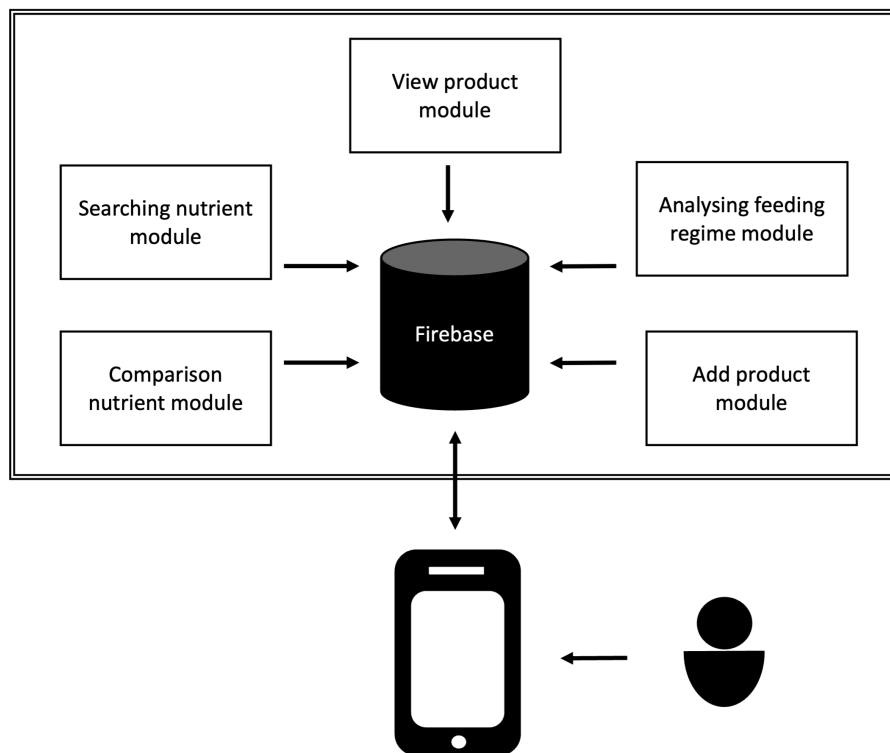 View product
module
Searching nutrient
module
Analysing feeding
regime module
Firebase
Comparison
nutrient module
Add product
module